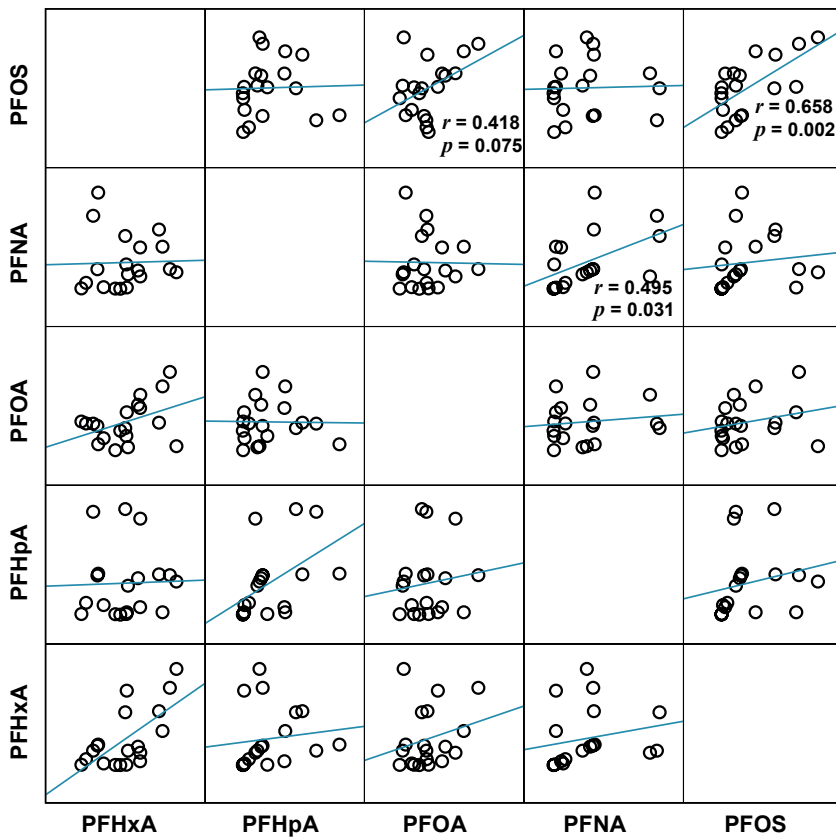 PFOS
r = 0.418
p = 0.075
r = 0.658
p = 0.002
PFNA
r = 0.495
p = 0.031
PFOA
PFHpA
PFHxA
PFHxA PFHpA PFOA PFNA PFOS